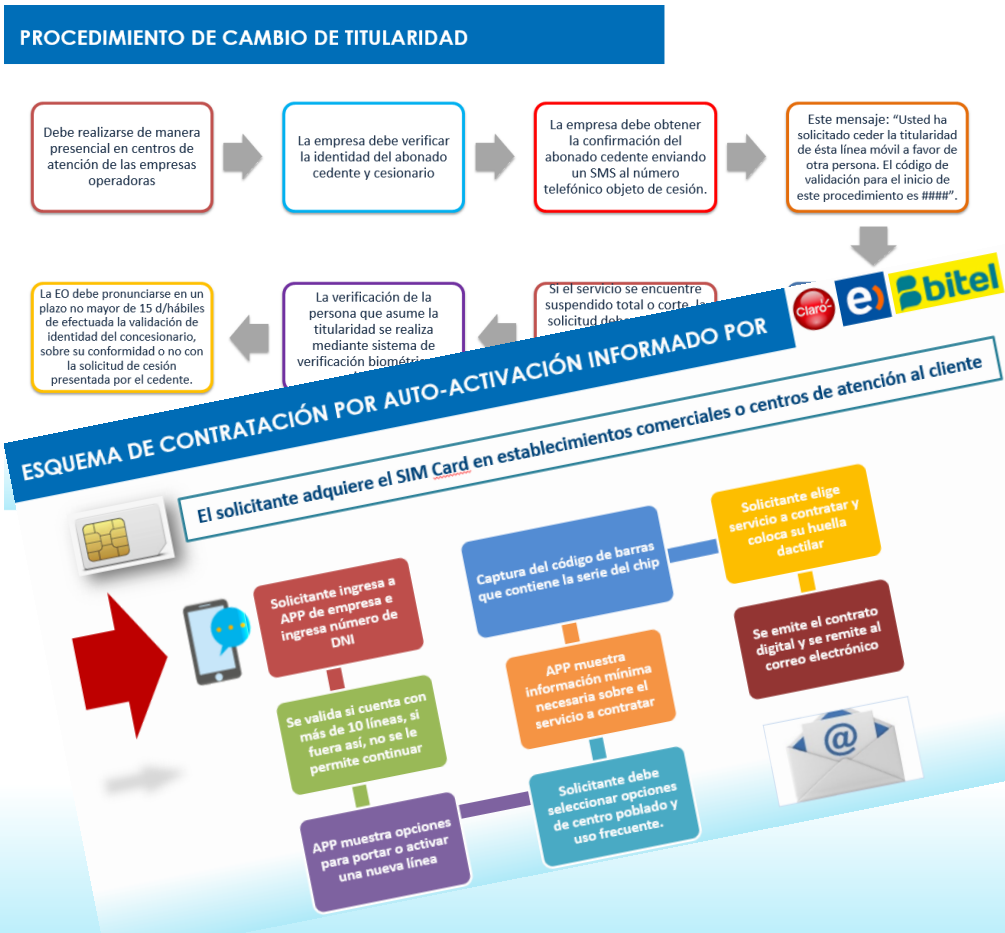 PROCEDIMIENTO DE CAMBIO DE TITULARIDAD
Debe realizarse de manera
presencial en centros de
atención de las empresas
operadoras
La empresa debe verificar
la identidad del abonado
cedente y cesionario
La empresa debe obtener
la confirmación del
abonado cedente enviando
un SMS al número
telefónico objeto de cesión.
Este mensaje: “Usted ha
solicitado ceder la titularidad
de ésta línea móvil a favor de
otra persona. El código de
validación para el inicio de
este procedimiento es ####”.
Si el servicio se encuentre
suspendido total o corte, la
solicitud
La verificación de la
persona que asume la
titularidad se realiza
mediante sistema de
verificación
La EO debe pronunciarse en un
plazo no mayor de 15 d/hábiles
de efectuada la validación de
identidad del concesionario,
sobre su conformidad o no con
la solicitud de cesión
presentada por el cedente.
ESQUEMA DE CONTRATACIÓN POR AUTO-ACTIVACIÓN INFORMADO POR
Claro
e)
bitel
El solicitante adquiere el SIM Card en establecimientos comerciales o centros de atención al cliente
Solicitante ingresa a
APP de empresa e
ingresa número de
DNI
Se valida si cuenta con
más de 10 líneas, si
fuera así, no se le
permite continuar
APP muestra opciones
para portar o activar
una nueva línea
Solicitante debe
seleccionar opciones
de centro poblado y
uso frecuente.
APP muestra
información mínima
necesaria sobre el
servicio a contratar
Captura del código de barras
que contiene la serie del chip
Solicitante elige
servicio a contratar y
coloca su huella
dactilar
Se emite el contrato
digital y se remite al
correo electrónico
@